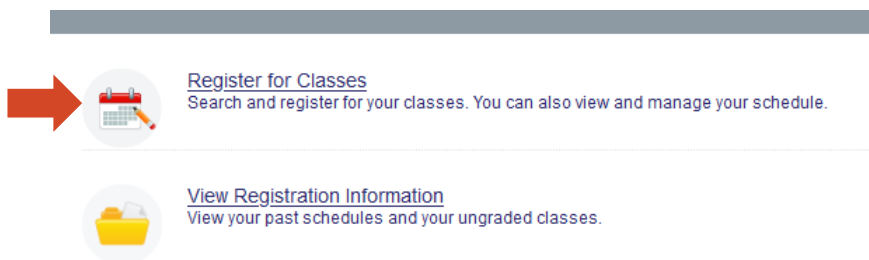 Register for Classes
Search and register for your classes. You can also view and manage your schedule.
View Registration Information
View your past schedules and your ungraded classes.